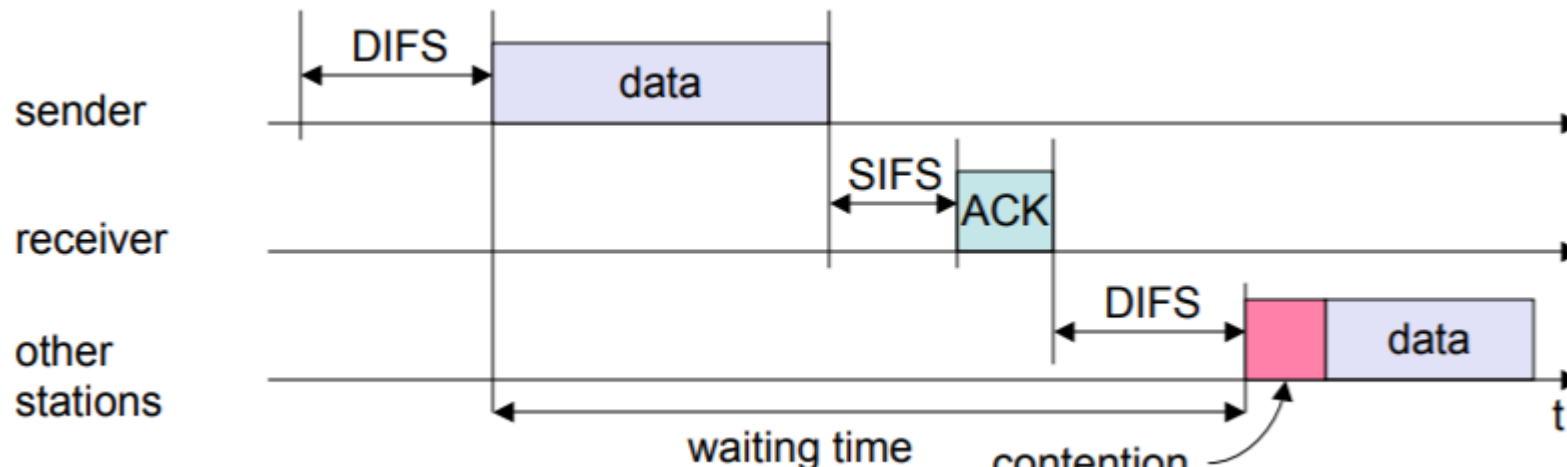 DIFS
data
sender
SIFS
ACK
receiver
DIFS
data
other
stations
t
waiting time
contention